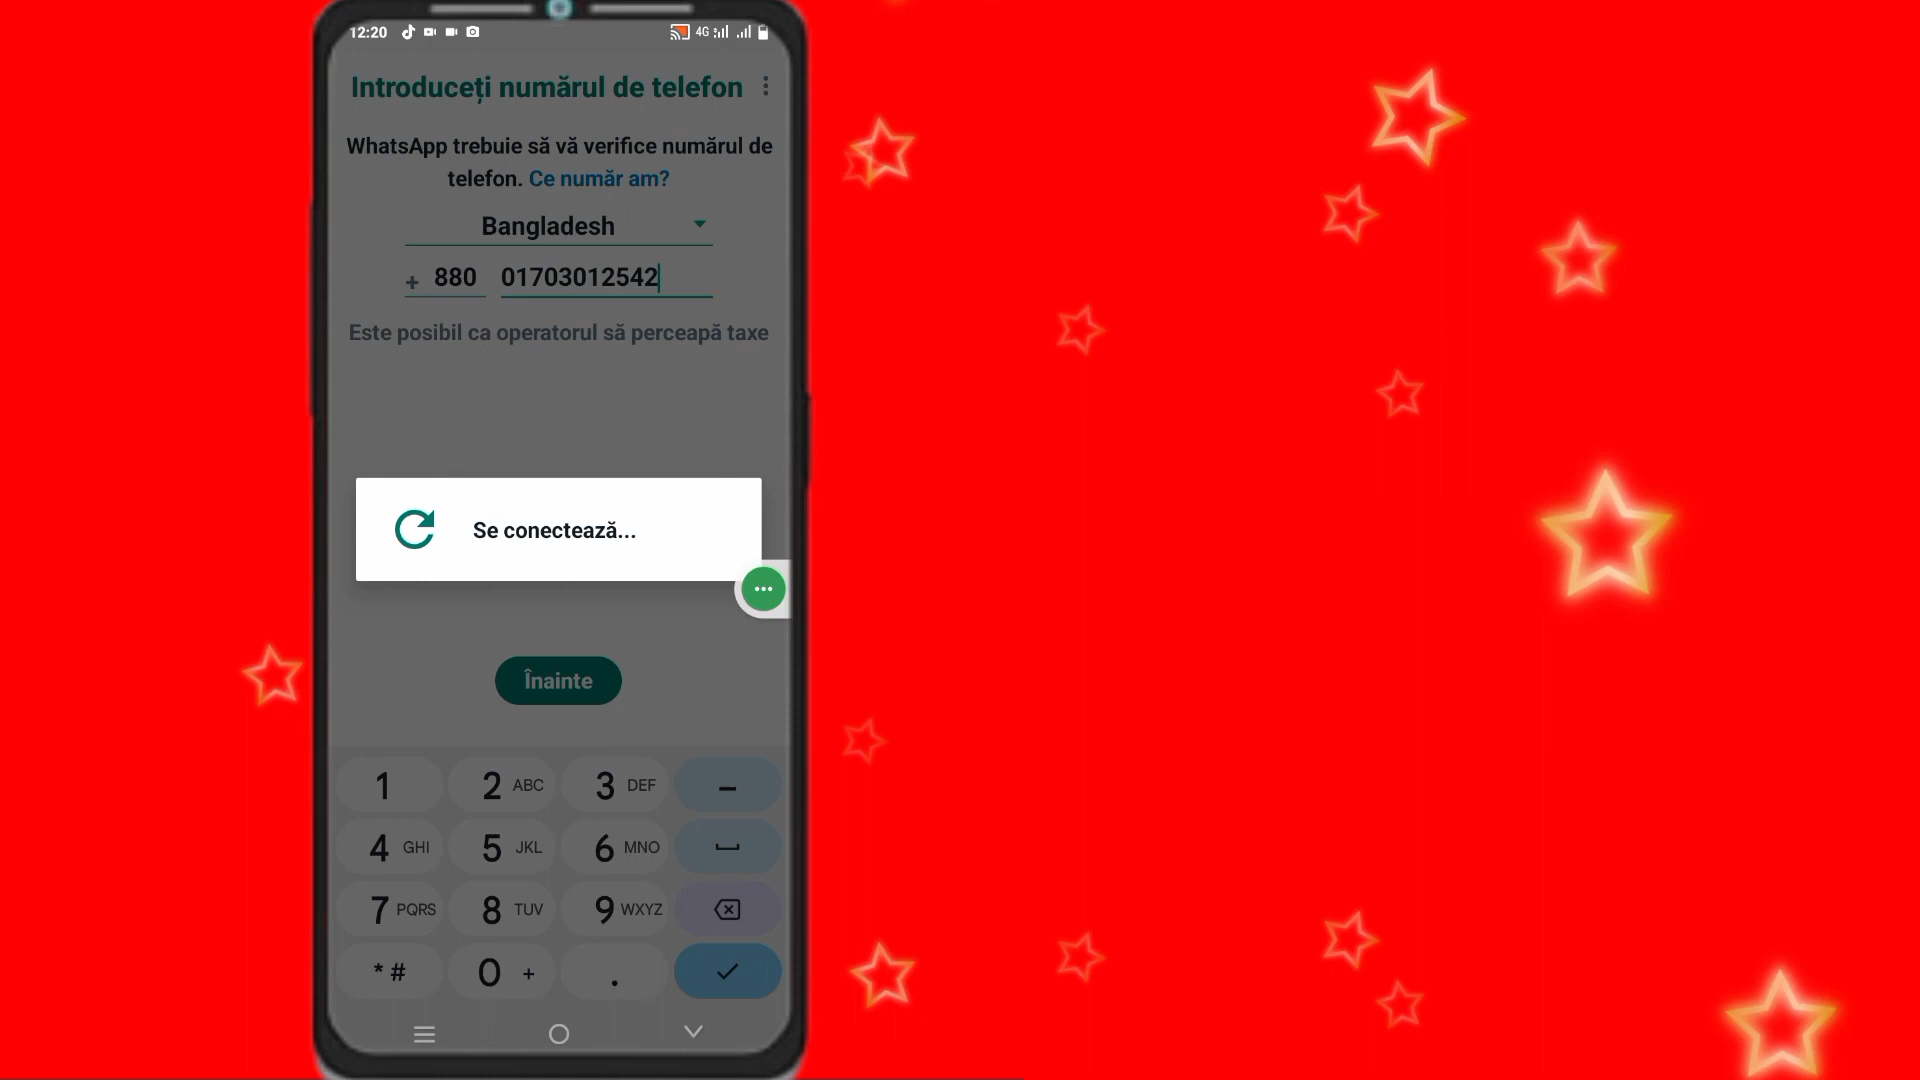 12:20
4G
Introduceți numărul de telefon
WhatsApp trebuie să vă verifice numărul de
telefon. Ce număr am?
Bangladesh
+ 880 01703012542
Este posibil ca operatorul să perceapă taxe
Se conectează...
Înainte
1 2 ABC 3 DEF –
4 GHI 5 JKL 6 MNO
7 PQRS 8 TUV 9 WXYZ
* # 0 + .